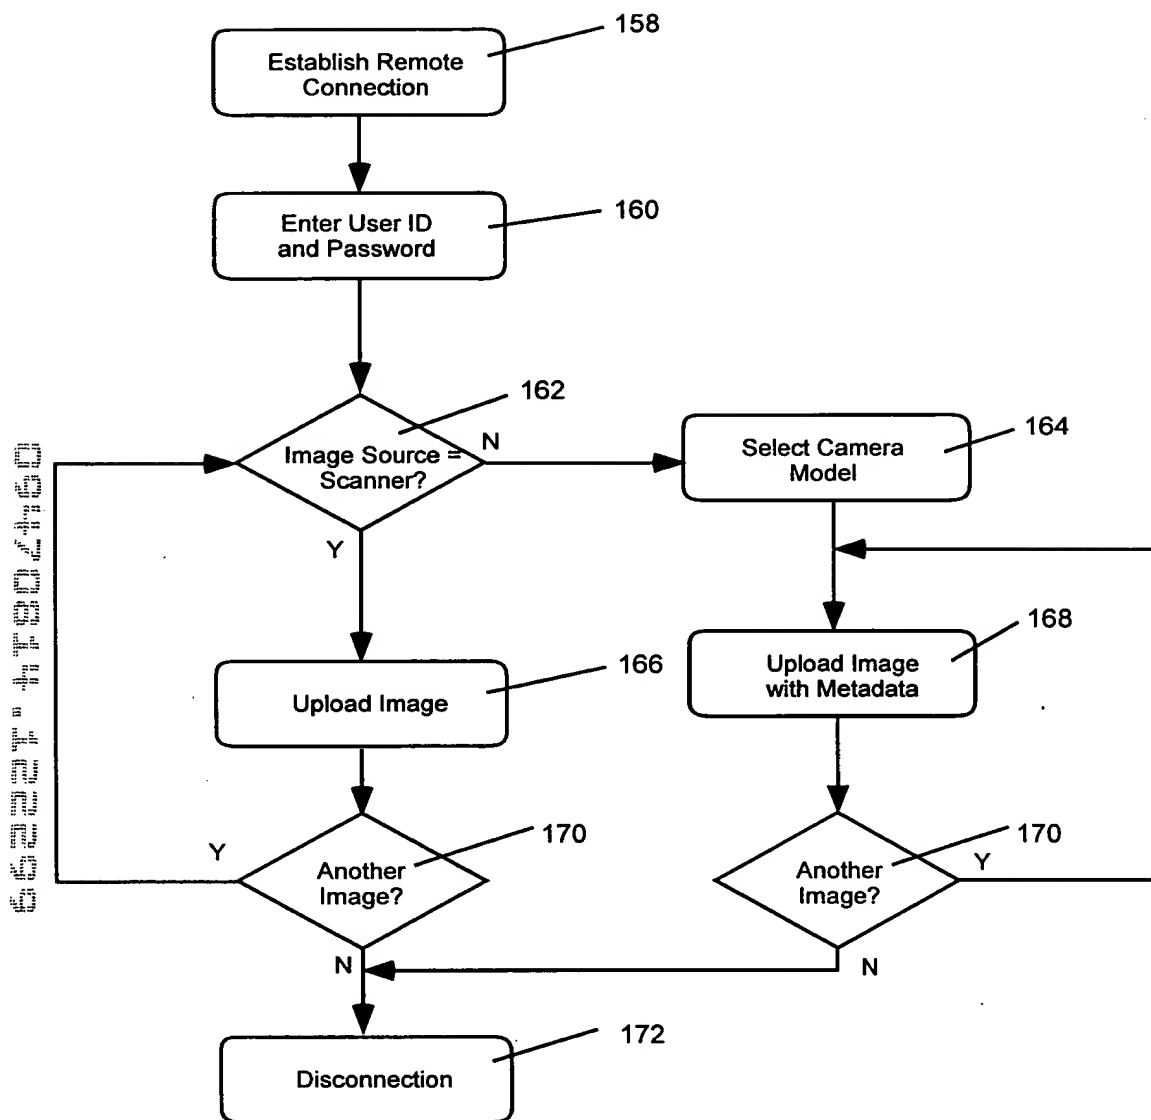 158
Establish Remote
Connection
160
Enter User ID
and Password
162
Image Source =
Scanner?
N
Y
164
Select Camera
Model
166
Upload Image
168
Upload Image
with Metadata
170
Another
Image?
Y
N
170
Another
Image?
Y
N
172
Disconnection